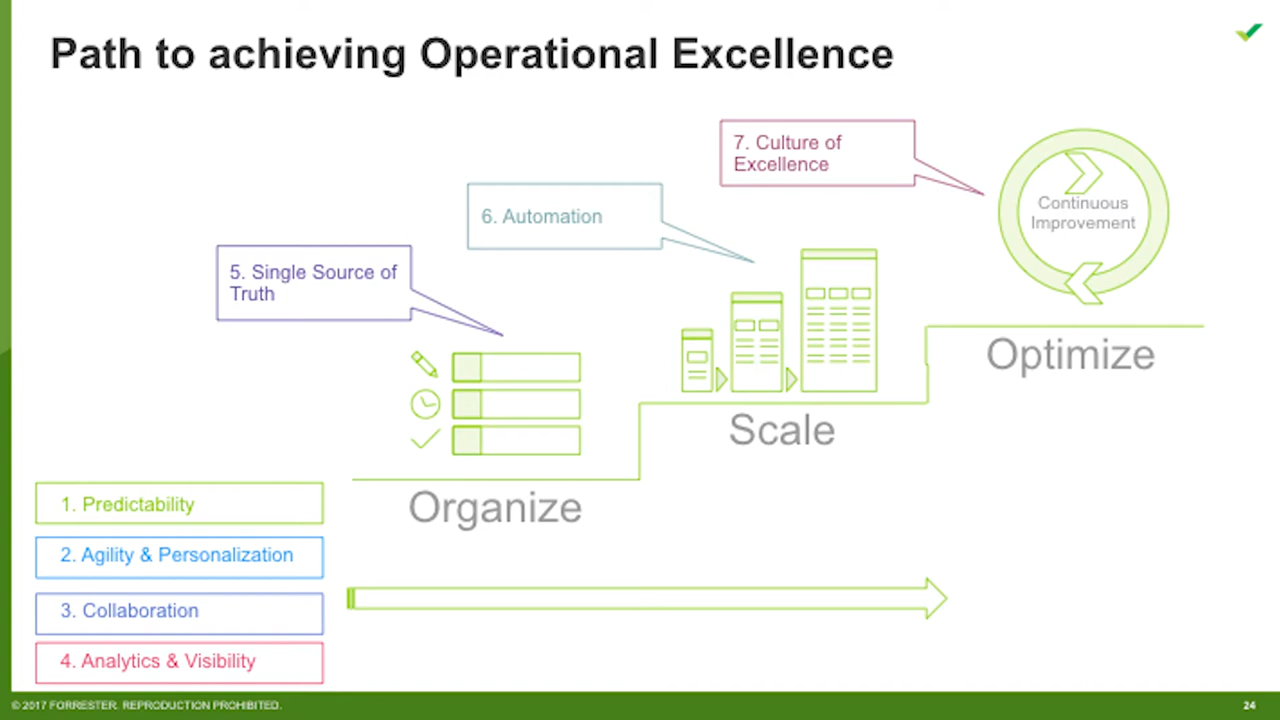 Path to achieving Operational Excellence
7. Culture of
Excellence
Continuous
Improvement
6. Automation
5. Single Source of
Truth
Optimize
Scale
Organize
1. Predictability
2. Agility & Personalization
3. Collaboration
4. Analytics & Visibility
© 2017 FORRESTER. REPRODUCTION PROHIBITED.
24